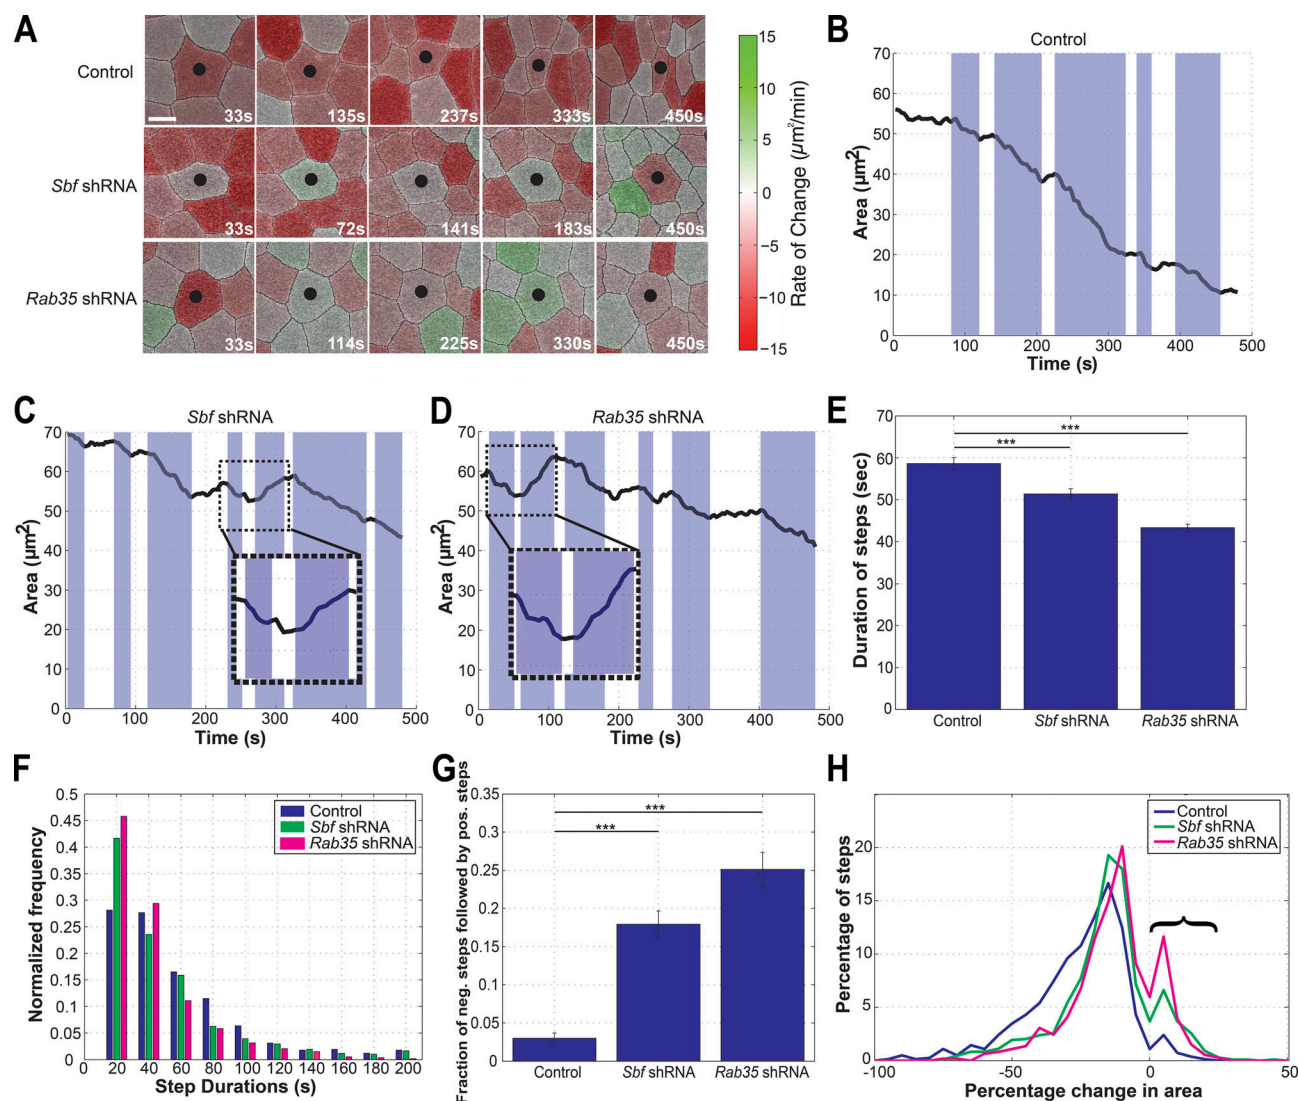 A
Control
33s
135s
237s
333s
450s
Sbf shRNA
33s
72s
141s
183s
450s
Rab35 shRNA
33s
114s
225s
330s
450s
15
10
5
0
−5
−10
−15
Rate of Change (µm²/min)
B
Control
70
60
50
40
30
20
10
0
Area (µm²)
0
100
200
300
400
500
Time (s)
C
Sbf shRNA
70
60
50
40
30
20
10
0
Area (µm²)
0
100
200
300
400
500
Time (s)
D
Rab35 shRNA
70
60
50
40
30
20
10
0
Area (µm²)
0
100
200
300
400
500
Time (s)
E
70
60
50
40
30
20
10
0
Duration of steps (sec)
***
***
Control
Sbf shRNA
Rab35 shRNA
F
0.5
0.45
0.4
0.35
0.3
0.25
0.2
0.15
0.1
0.05
0
Normalized frequency
Control
Sbf shRNA
Rab35 shRNA
20
40
60
80
100
120
140
160
180
200
Step Durations (s)
G
0.35
0.3
0.25
0.2
0.15
0.1
0.05
0
Fraction of neg. steps followed by pos. steps
***
***
Control
Sbf shRNA
Rab35 shRNA
H
20
15
10
5
0
Percentage of steps
Control
Sbf shRNA
Rab35 shRNA
-100
-50
0
50
Percentage change in area